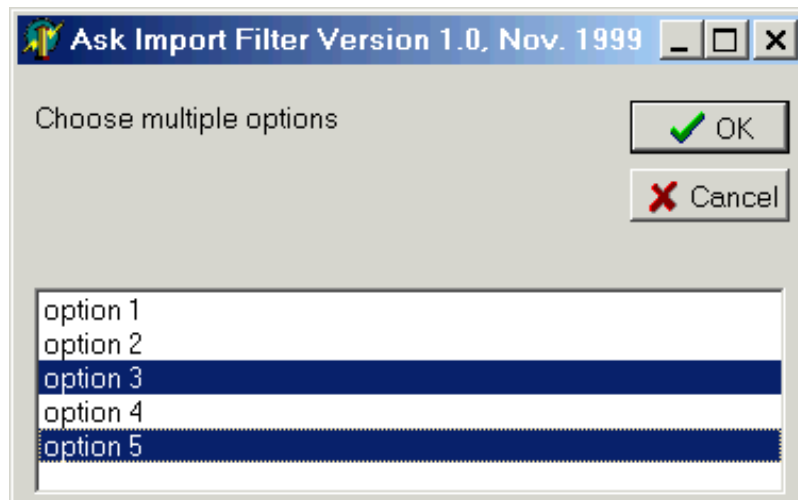 Ask Import Filter Version 1.0, Nov. 1999
Choose multiple options
OK
Cancel
option 1
option 2
option 3
option 4
option 5